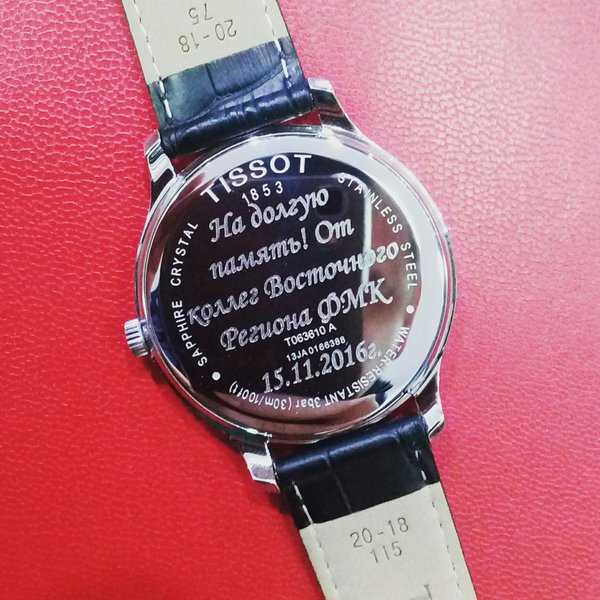 20-18
75
TISSOT
1853
SAPPHIRE CRYSTAL
STAINLESS STEEL
На долгую
память! От
коллег Восточного
Региона ФМК
T063610 A
13JA0166388
15.11.2016г.
WATER-RESISTANT 3bar (30m/100ft)
20-18
115